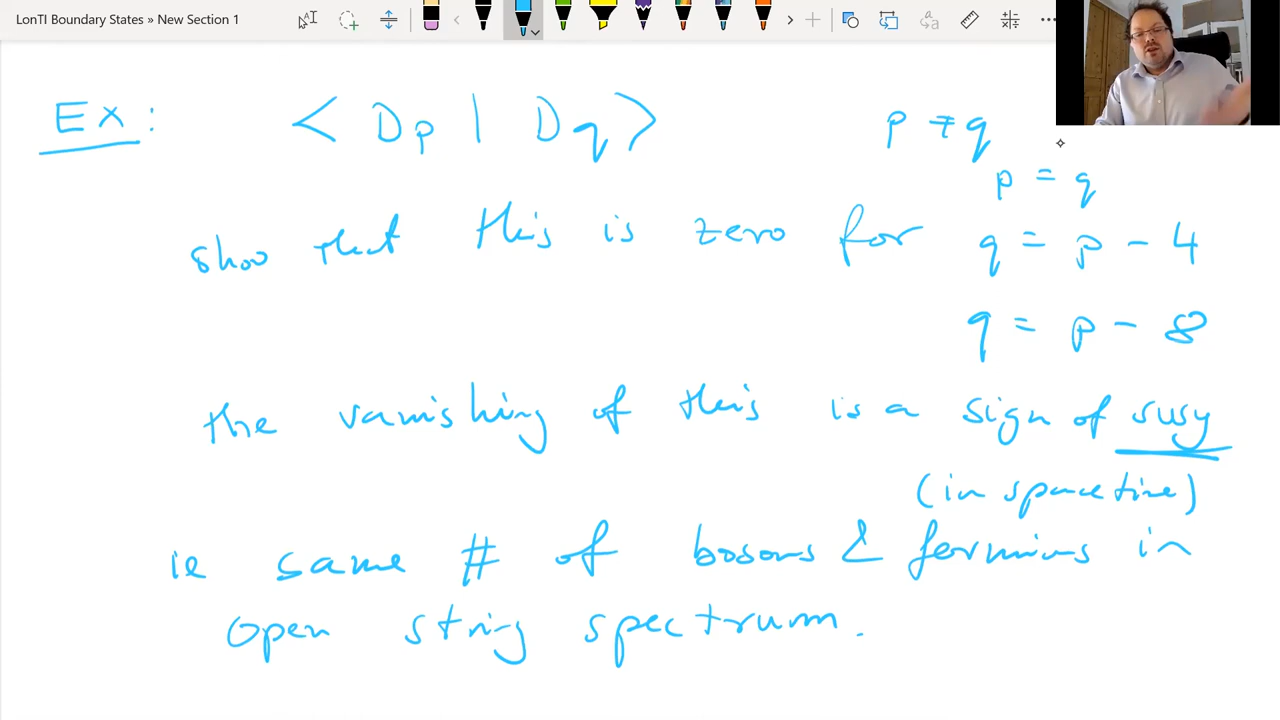 LonTI Boundary States » New Section 1
Ex: < Dp | Dq > p ≠ q
p = q
show that this is zero for q = p - 4
q = p - 8
the vanishing of this is a sign of susy
(in spacetime)
ie same # of bosons & fermions in
open string spectrum.